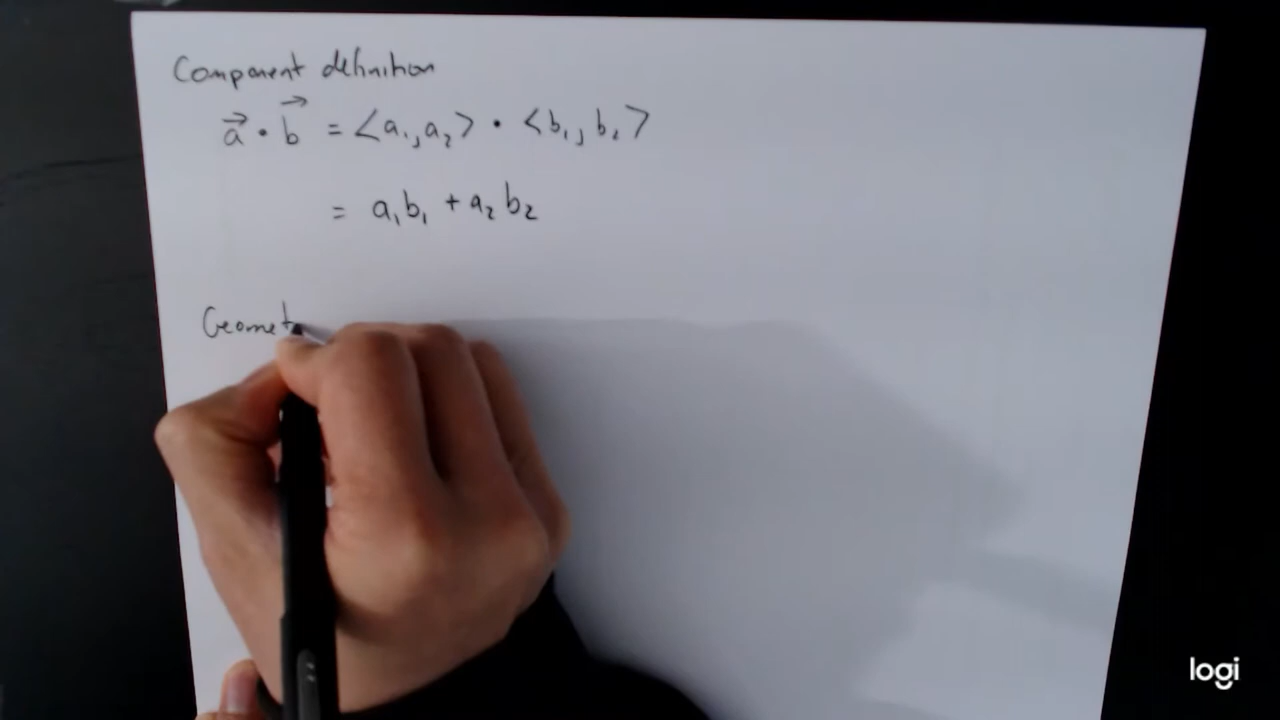 Component definition
a⃗ · b⃗ = <a₁, a₂> · <b₁, b₂>
= a₁b₁ + a₂b₂
Geomet
logi